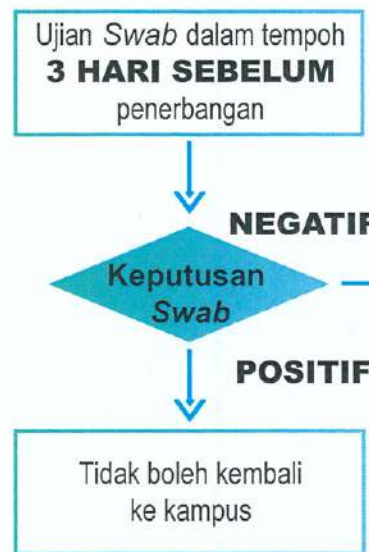 Ujian Swab dalam tempoh
3 HARI SEBELUM
penerbangan
NEGATIF
Keputusan
Swab
POSITIF
Tidak boleh kembali
ke kampus